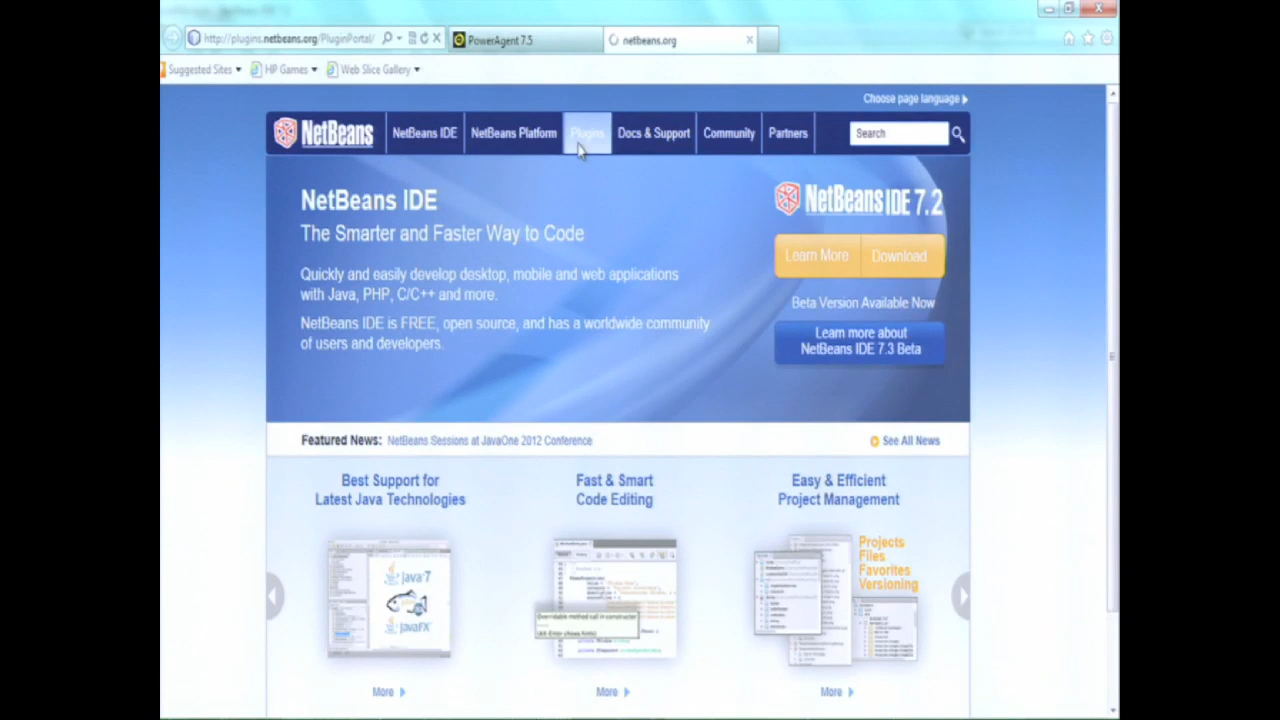 http://plugins.netbeans.org/PluginPortal/
PowerAgent 7.5
netbeans.org
Suggested Sites
HP Games
Web Slice Gallery
Choose page language
NetBeans
NetBeans IDE
NetBeans Platform
Plugins
Docs & Support
Community
Partners
Search
NetBeans IDE
The Smarter and Faster Way to Code
Quickly and easily develop desktop, mobile and web applications
with Java, PHP, C/C++ and more.
NetBeans IDE is FREE, open source, and has a worldwide community
of users and developers.
NetBeans IDE 7.2
Learn More
Download
Beta Version Available Now
Learn more about
NetBeans IDE 7.3 Beta
Featured News: NetBeans Sessions at JavaOne 2012 Conference
See All News
Best Support for
Latest Java Technologies
Fast & Smart
Code Editing
Easy & Efficient
Project Management
Java 7
JavaFX
Projects
Files
Favorites
Versioning
More
More
More